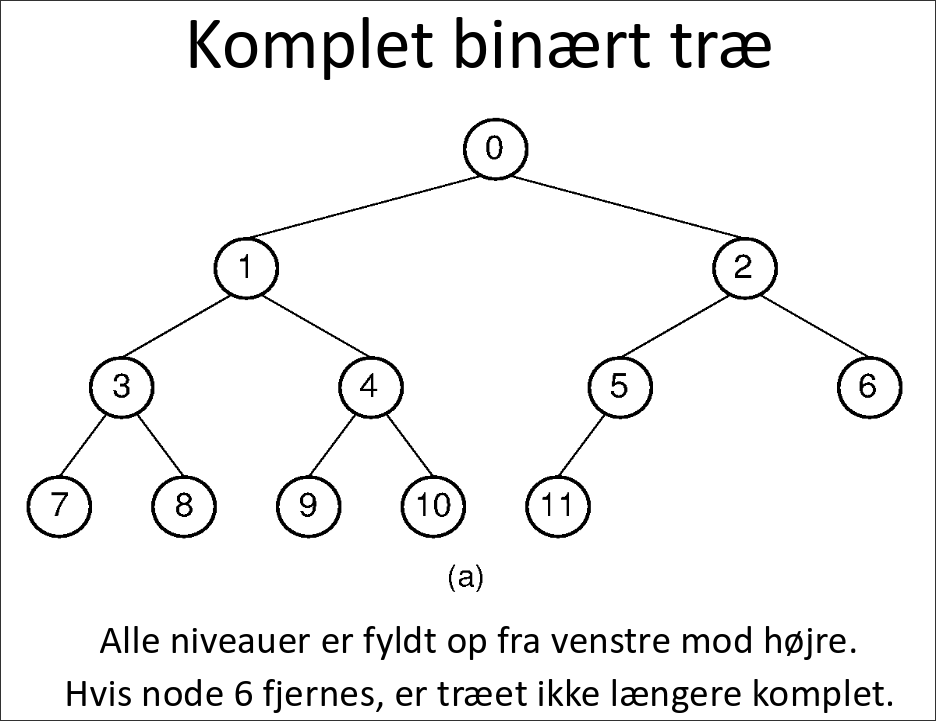 Komplet binært træ
0
1 2
3 4 5 6
7 8 9 10 11
(a)
Alle niveauer er fyldt op fra venstre mod højre.
Hvis node 6 fjernes, er træet ikke længere komplet.